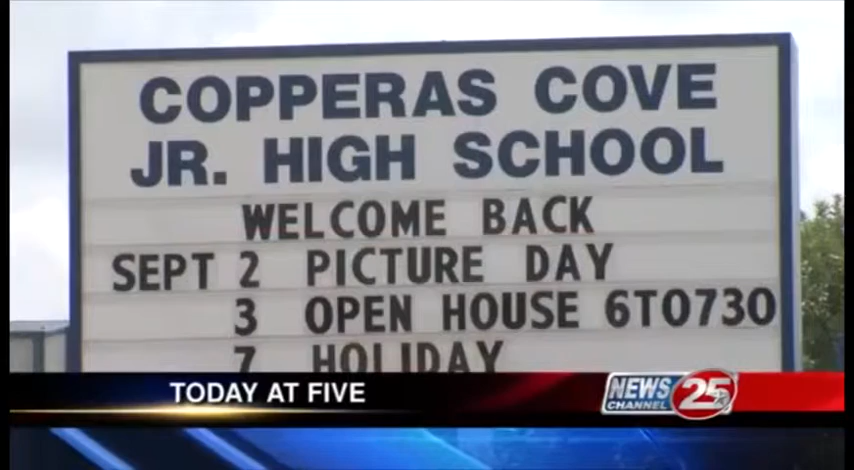 COPPERAS COVE
JR. HIGH SCHOOL
WELCOME BACK
SEPT 2 PICTURE DAY
3 OPEN HOUSE 6TO730
7 HOLIDAY
TODAY AT FIVE
NEWS 25
CHANNEL